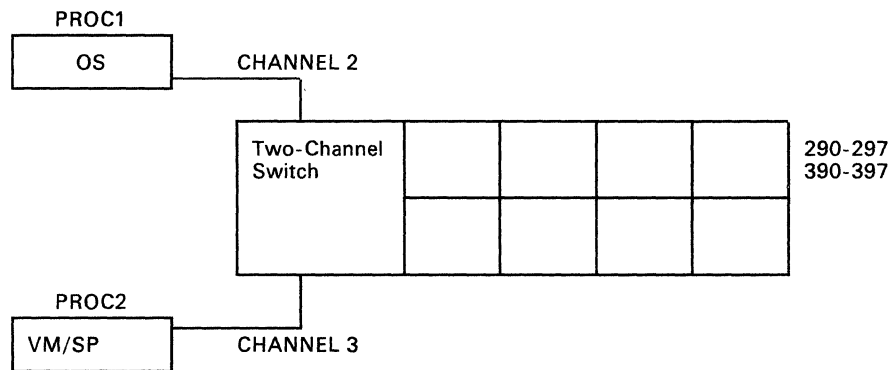 PROC1
OS
CHANNEL 2
Two-Channel
Switch
290-297
390-397
PROC2
VM/SP
CHANNEL 3